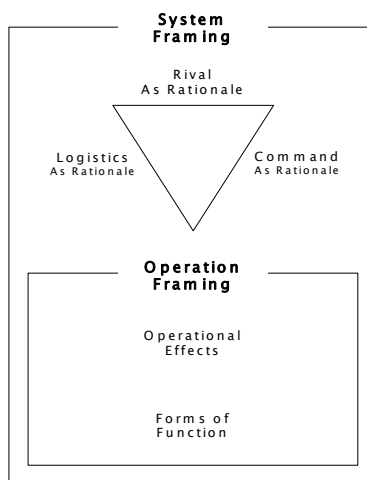 System
Framing
Rival
As Rationale
Logistics
As Rationale
Command
As Rationale
Operation
Framing
Operational
Effects
Forms of
Function